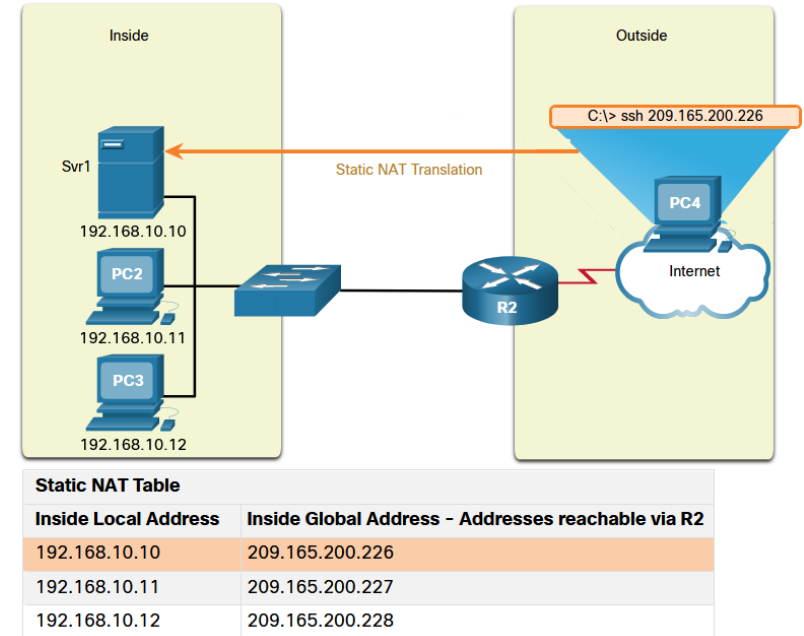 Inside
Outside
C:\> ssh 209.165.200.226
Svr1
Static NAT Translation
PC4
192.168.10.10
PC2
Internet
R2
192.168.10.11
PC3
192.168.10.12
Static NAT Table
Inside Local Address Inside Global Address - Addresses reachable via R2
192.168.10.10 209.165.200.226
192.168.10.11 209.165.200.227
192.168.10.12 209.165.200.228